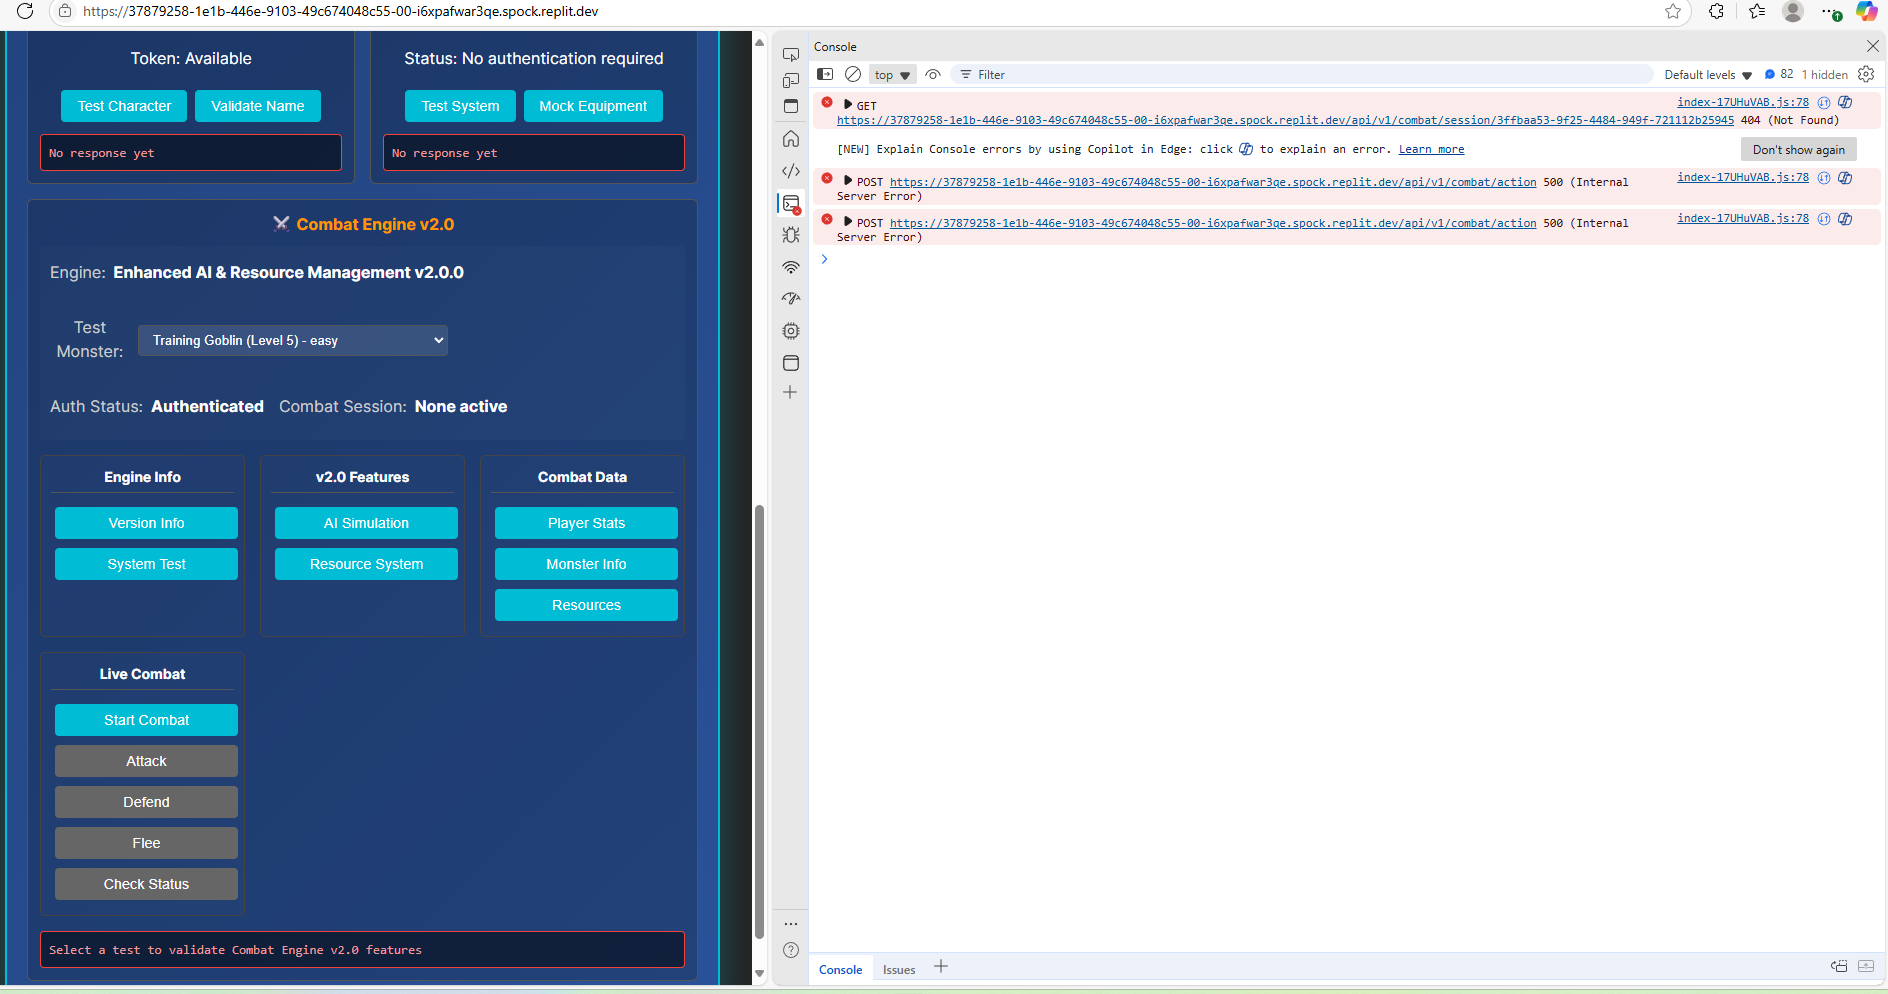 https://37879258-1e1b-446e-9103-49c674048c55-00-i6xpafwar3qe.spock.replit.dev
Token: Available
Test Character
Validate Name
No response yet
Status: No authentication required
Test System
Mock Equipment
No response yet
⚔️ Combat Engine v2.0
Engine: Enhanced AI & Resource Management v2.0.0
Test
Monster:
Training Goblin (Level 5) - easy
Auth Status: Authenticated Combat Session: None active
Engine Info
Version Info
System Test
v2.0 Features
AI Simulation
Resource System
Combat Data
Player Stats
Monster Info
Resources
Live Combat
Start Combat
Attack
Defend
Flee
Check Status
Select a test to validate Combat Engine v2.0 features
Console
top
Filter
Default levels
82
1 hidden
GET
index-17UHuVAB.js:78
https://37879258-1e1b-446e-9103-49c674048c55-00-i6xpafwar3qe.spock.replit.dev/api/v1/combat/session/3ffbaa53-9f25-4484-949f-721112b25945 404 (Not Found)
[NEW] Explain Console errors by using Copilot in Edge: click to explain an error. Learn more
Don't show again
POST https://37879258-1e1b-446e-9103-49c674048c55-00-i6xpafwar3qe.spock.replit.dev/api/v1/combat/action 500 (Internal
Server Error)
index-17UHuVAB.js:78
POST https://37879258-1e1b-446e-9103-49c674048c55-00-i6xpafwar3qe.spock.replit.dev/api/v1/combat/action 500 (Internal
Server Error)
index-17UHuVAB.js:78
Console
Issues